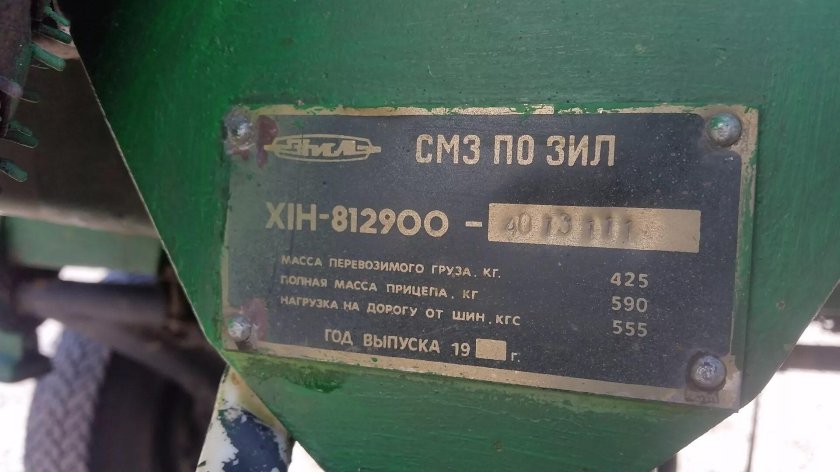 ЗИЛ
СМЗ ПО ЗИЛ
Х1Н-812900 -
МАССА ПЕРЕВОЗИМОГО ГРУЗА, КГ. 425
ПОЛНАЯ МАССА ПРИЦЕПА, КГ 590
НАГРУЗКА НА ДОРОГУ ОТ ШИН, КГС 555
ГОД ВЫПУСКА 19 г.